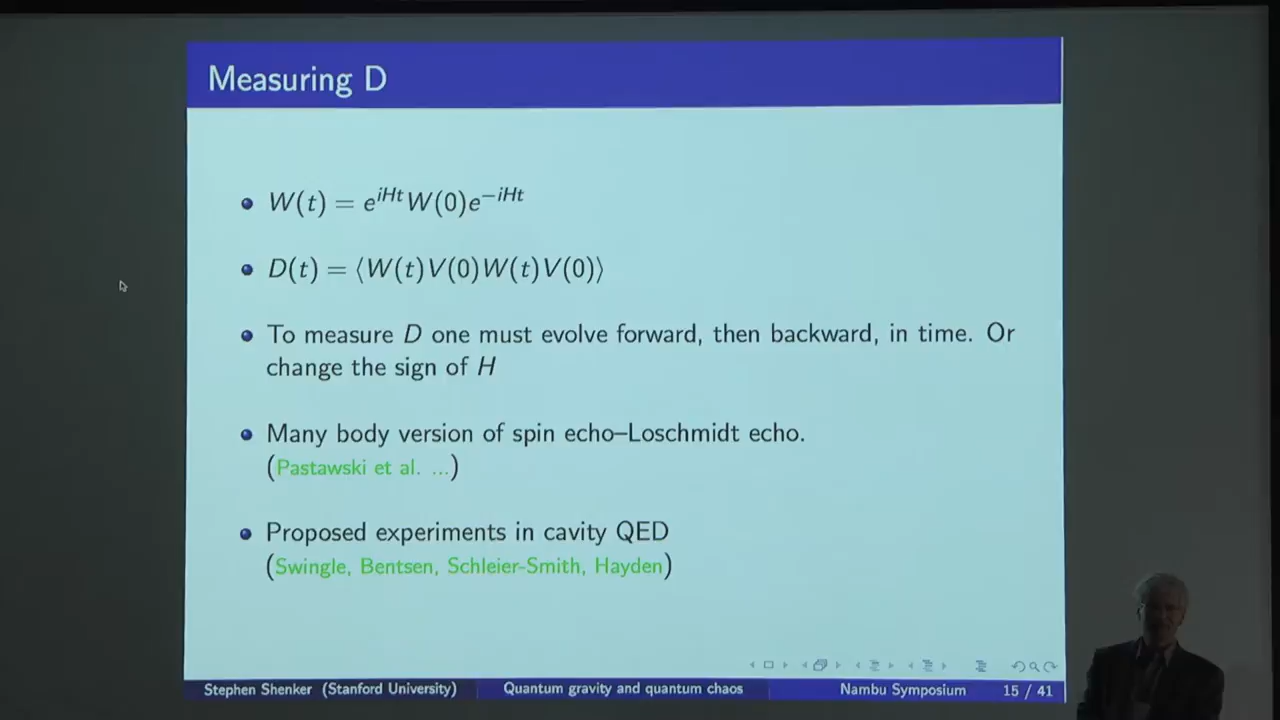 Measuring D
W(t) = e^{iHt}W(0)e^{−iHt}
D(t) = ⟨W(t)V(0)W(t)V(0)⟩
To measure D one must evolve forward, then backward, in time. Or
change the sign of H
Many body version of spin echo–Loschmidt echo.
(Pastawski et al. ...)
Proposed experiments in cavity QED
(Swingle, Bentsen, Schleier-Smith, Hayden)
Stephen Shenker (Stanford University) Quantum gravity and quantum chaos Nambu Symposium 15 / 41